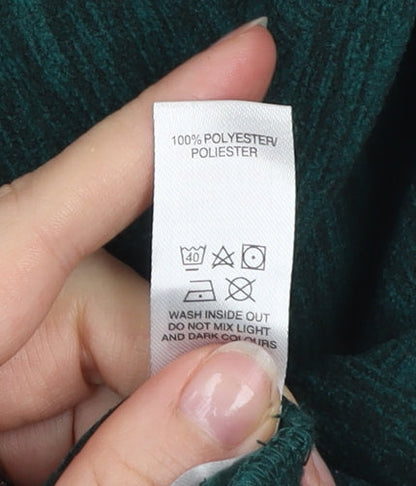 100% POLYESTER/
POLIESTER
40
WASH INSIDE OUT
DO NOT MIX LIGHT
AND DARK COLOURS